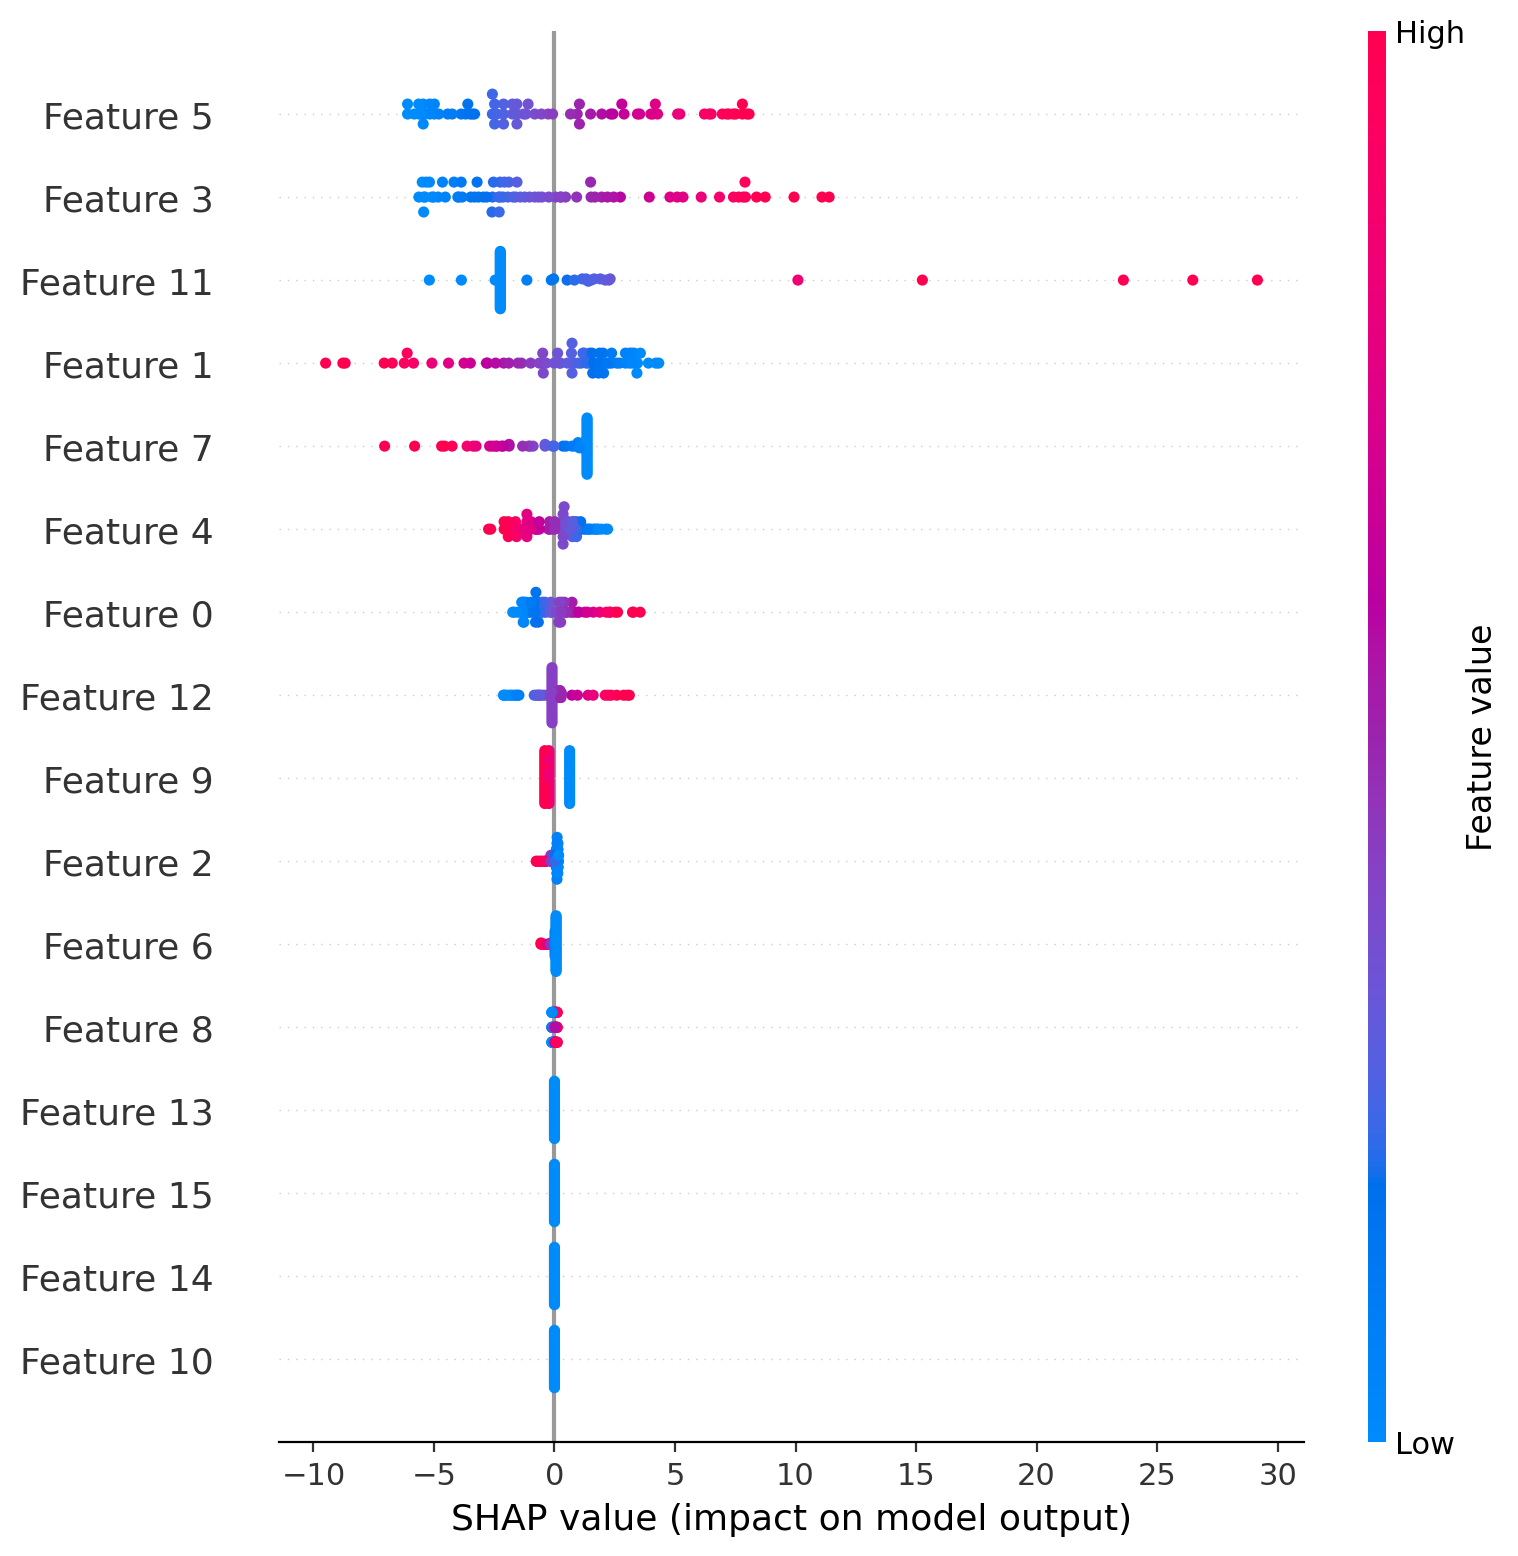 High
Feature 5
Feature 3
Feature 11
Feature 1
Feature 7
Feature 4
Feature 0
Feature 12
Feature 9
Feature 2
Feature 6
Feature 8
Feature 13
Feature 15
Feature 14
Feature 10
Feature value
Low
−10 −5 0 5 10 15 20 25 30
SHAP value (impact on model output)